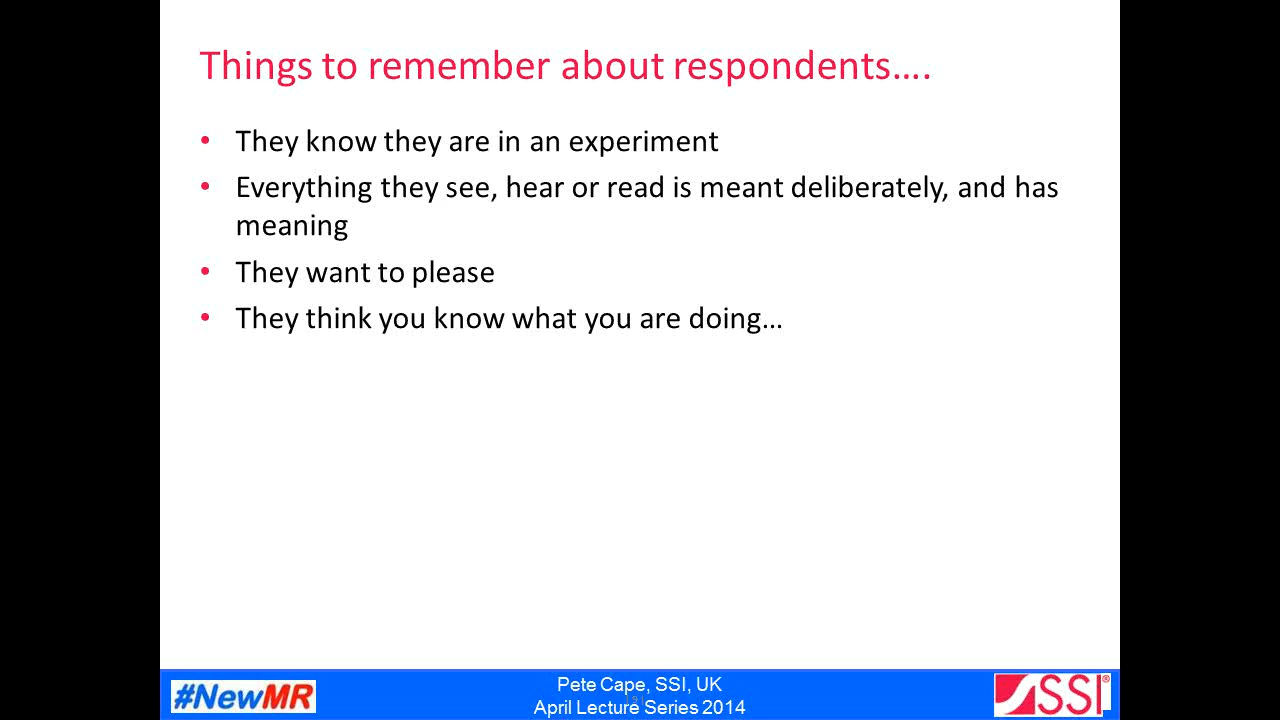 Things to remember about respondents….
• They know they are in an experiment
• Everything they see, hear or read is meant deliberately, and has
meaning
• They want to please
• They think you know what you are doing…
#NewMR
Pete Cape, SSI, UK
April Lecture Series 2014
SSI®